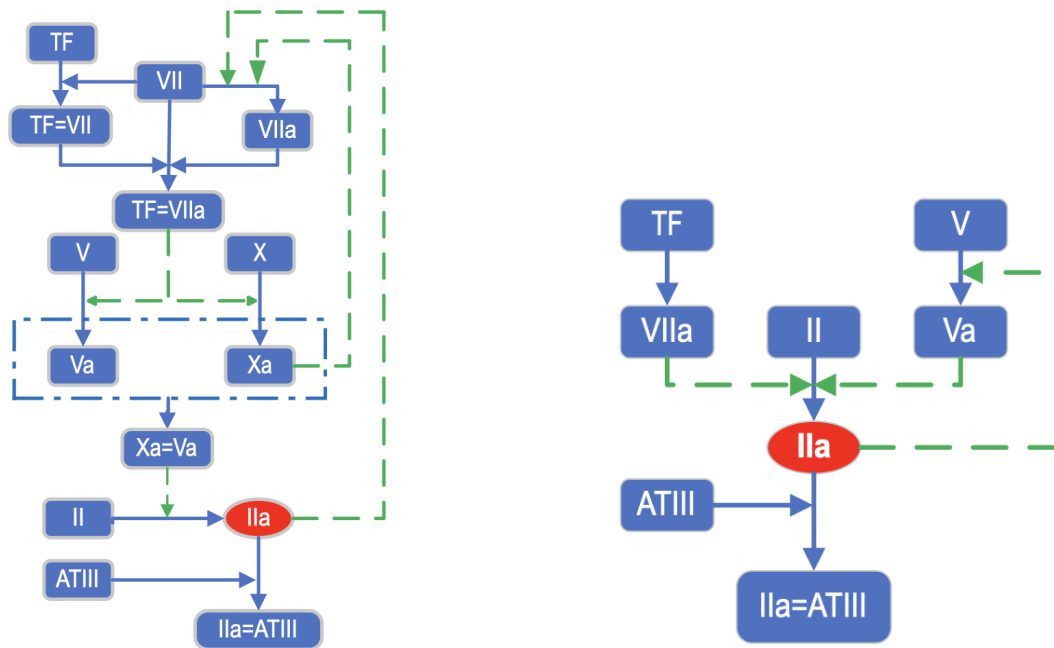 TF
VII
TF=VII
VIIa
TF=VIIa
V
X
Va
Xa
Xa=Va
II
IIa
ATIII
IIa=ATIII
TF
V
VIIa
II
Va
IIa
ATIII
IIa=ATIII